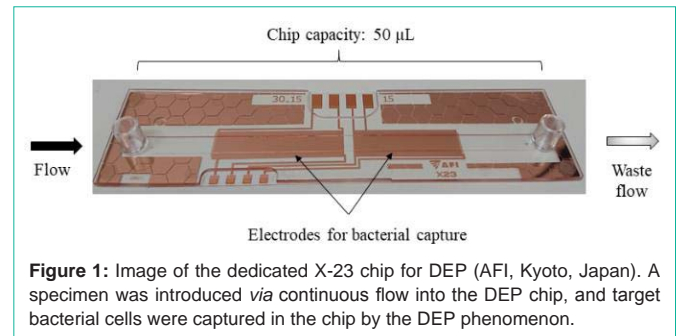 Chip capacity: 50 µL
30_15
15
Flow
Waste
flow
AFI
X23
Electrodes for bacterial capture
Figure 1: Image of the dedicated X-23 chip for DEP (AFI, Kyoto, Japan). A
specimen was introduced via continuous flow into the DEP chip, and target
bacterial cells were captured in the chip by the DEP phenomenon.